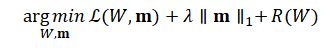 arg min ℒ(W, 𝐦) + λ ∥ 𝐦 ∥₁+ R(W)
W,𝐦